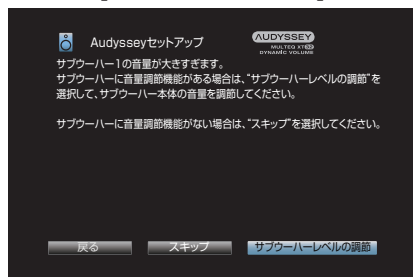 Audysseyセットアップ
AUDYSSEY
MULTEQ XT32
DYNAMIC VOLUME
サブウーハー1の音量が大きすぎます。
サブウーハーに音量調節機能がある場合は、“サブウーハーレベルの調節”を
選択して、サブウーハー本体の音量を調節してください。
サブウーハーに音量調節機能がない場合は、“スキップ”を選択してください。
戻る
スキップ
サブウーハーレベルの調節